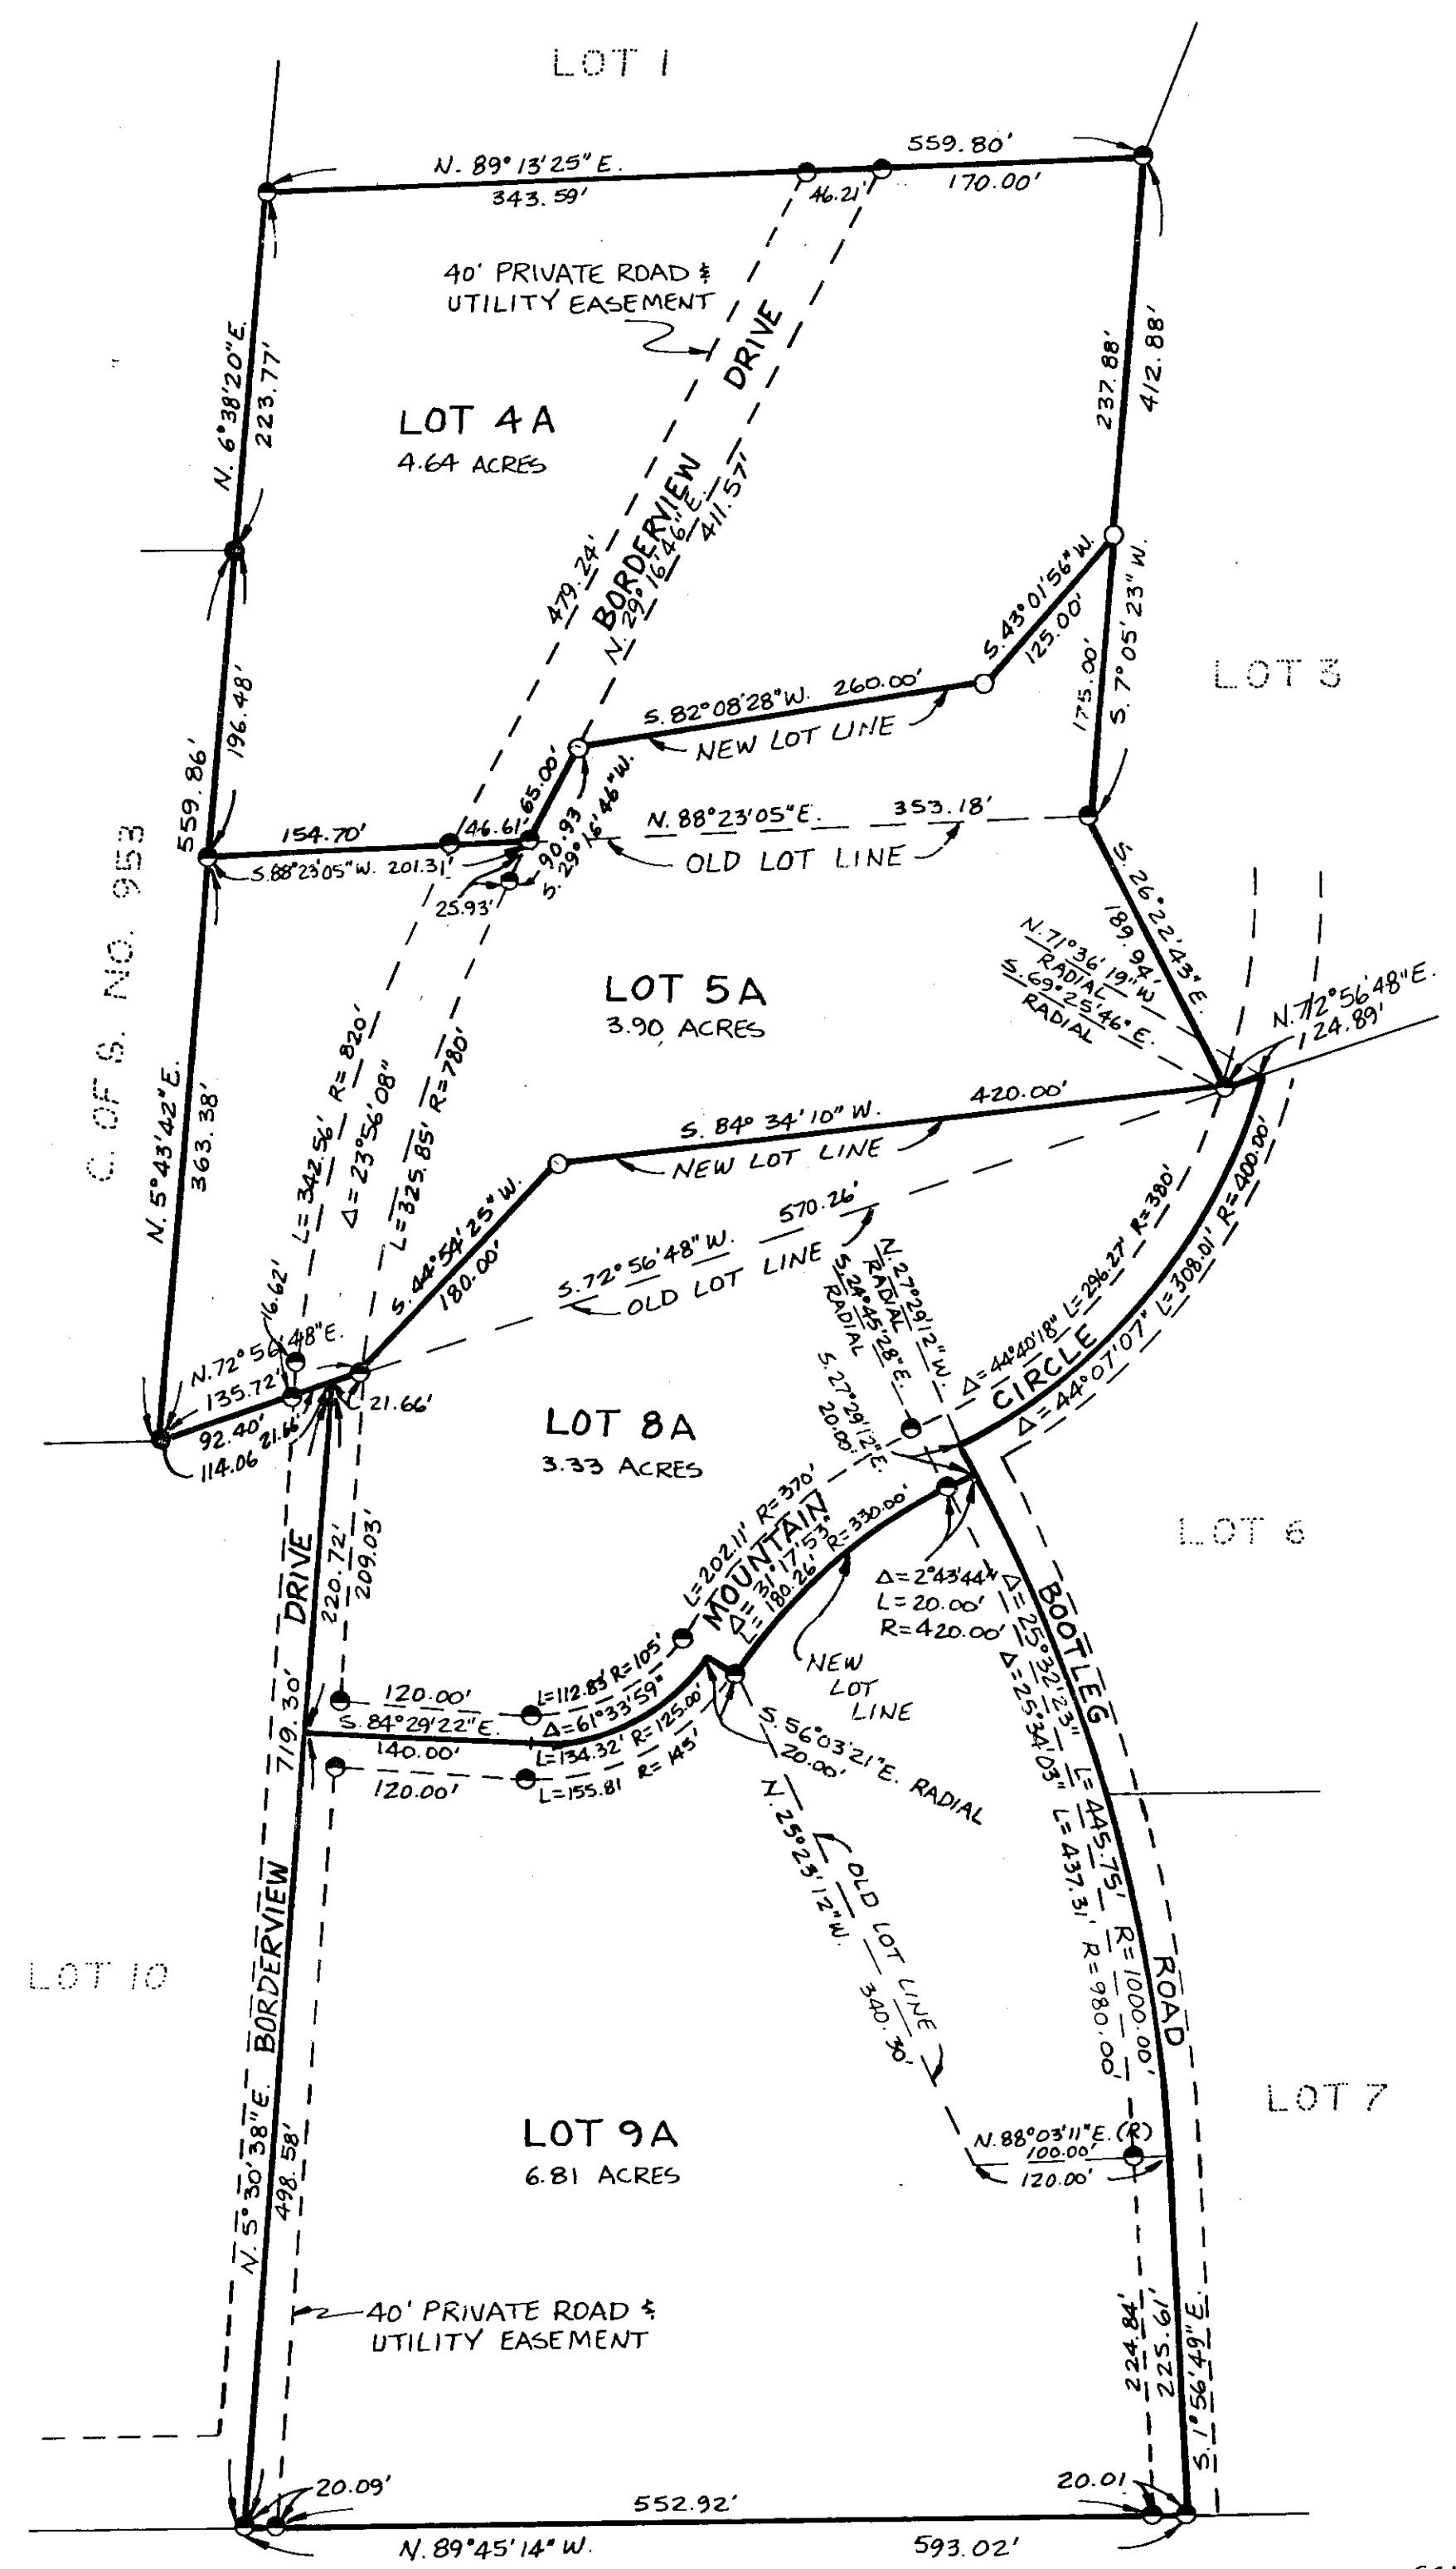 LOT 1
559.80'
N. 89° 13' 25" E.
343.59'
46.21'
170.00'
40' PRIVATE ROAD &
UTILITY EASEMENT
DRIVE
BORDERVIEW
N. 29° 16' 46" E.
411.57'
479.24'
N. 6° 38' 20" E.
223.77'
LOT 4A
4.64 ACRES
237.88'
412.88'
S. 43° 01' 56" W.
125.00'
175.00'
S. 7° 05' 23" W.
LOT 3
S. 82° 08' 28" W. 260.00'
NEW LOT LINE
196.48'
559.86'
65.00'
90.93
S. 29° 16' 46" W.
154.70'
46.61'
S. 88° 23' 05" W. 201.31'
25.93'
N. 88° 23' 05" E. 353.18'
OLD LOT LINE
C. OF S. NO. 953
S. 26° 22' 43" E.
189.94'
N. 71° 36' 19" W
RADIAL
S. 69° 25' 46" E.
RADIAL
N. 72° 56' 48" E.
24.89'
LOT 5A
3.90 ACRES
N. 5° 43' 42" E.
363.38'
L= 342.56' R= 820'
Δ= 23° 56' 08"
L= 325.85' R= 780'
S. 84° 34' 10" W. 420.00'
NEW LOT LINE
S. 44° 54' 25" W.
180.00'
S. 72° 56' 48" W. 570.26'
OLD LOT LINE
16.62'
N. 72° 56' 48" E.
135.72'
92.40'
21.66'
114.06
21.66'
N. 27° 29' 12" W.
RADIAL
S. 24° 45' 28" E.
RADIAL
S. 27° 29' 12" E.
20.00'
Δ= 44° 40' 18" L= 296.27' R= 380'
CIRCLE
Δ= 44° 07' 07" L= 308.01' R= 400.00'
LOT 8A
3.33 ACRES
DRIVE
220.72'
209.03'
L= 202.11' R= 370'
MOUNTAIN
Δ= 31° 17' 53"
L= 180.26' R= 330.00'
Δ= 2° 43' 44"
L= 20.00'
R= 420.00'
NEW
LOT
LINE
LOT 6
120.00'
S. 84° 29' 22" E.
140.00'
120.00'
L= 112.83' R= 105'
Δ= 61° 33' 59"
L= 134.32' R= 125.00'
L= 155.81 R= 145'
S. 56° 03' 21" E. RADIAL
20.00'
BOOTLEG
ROAD
Δ= 25° 32' 23" L= 445.75' R= 1000.00'
Δ= 25° 34' 03" L= 437.31' R= 980.00'
N. 25° 23' 12" W. 340.30'
OLD LOT LINE
LOT 10
N. 5° 30' 38" E. 719.30'
BORDERVIEW
498.58'
LOT 9A
6.81 ACRES
N. 88° 03' 11" E. (R)
100.00'
120.00'
LOT 7
40' PRIVATE ROAD &
UTILITY EASEMENT
224.84'
225.61'
S. 1° 56' 49" E.
20.09'
552.92'
20.01
N. 89° 45' 14" W.
593.02'